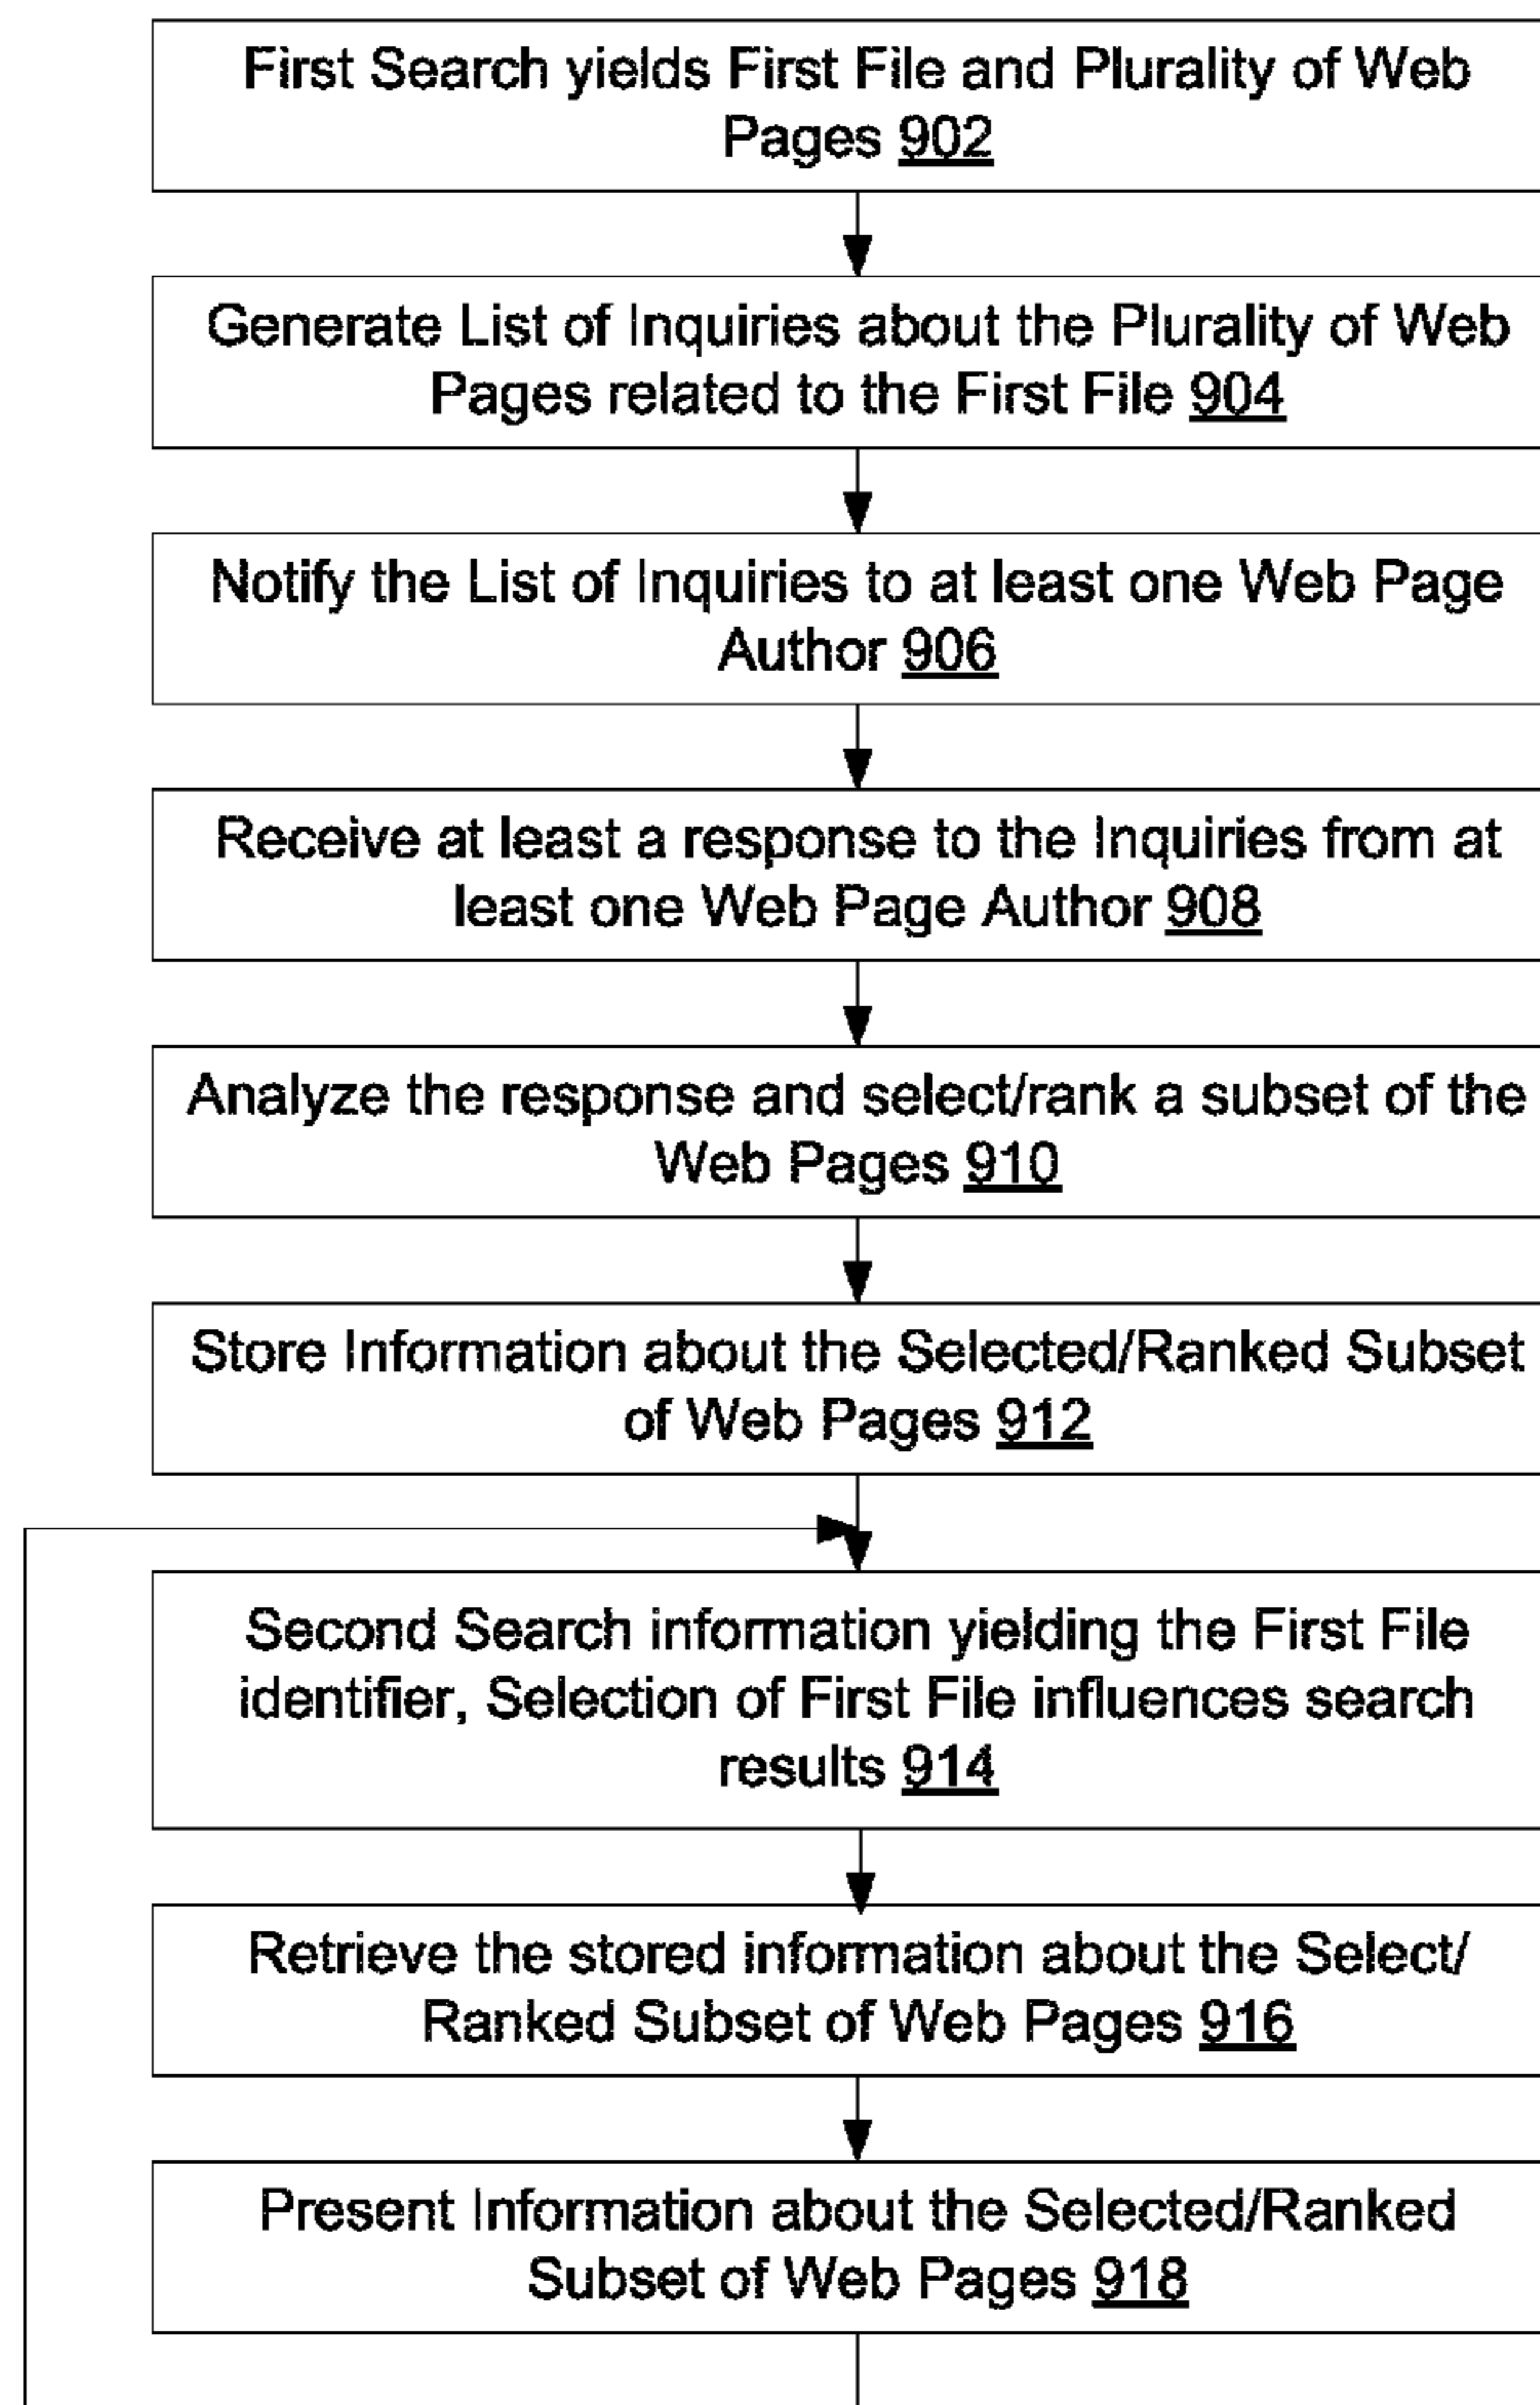 First Search yields First File and Plurality of Web
Pages 902
Generate List of Inquiries about the Plurality of Web
Pages related to the First File 904
Notify the List of Inquiries to at least one Web Page
Author 906
Receive at least a response to the Inquiries from at
least one Web Page Author 908
Analyze the response and select/rank a subset of the
Web Pages 910
Store Information about the Selected/Ranked Subset
of Web Pages 912
Second Search information yielding the First File
identifier, Selection of First File influences search
results 914
Retrieve the stored information about the Select/
Ranked Subset of Web Pages 916
Present Information about the Selected/Ranked
Subset of Web Pages 918